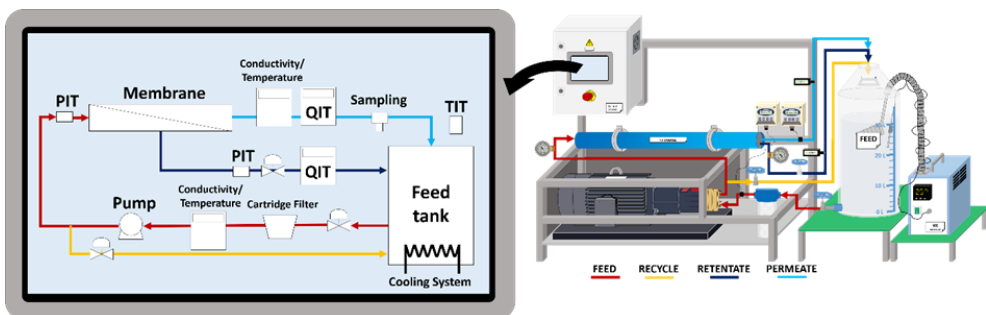 Conductivity/
Temperature
PIT
Membrane
QIT
Sampling
TIT
PIT
QIT
Conductivity/
Temperature
Cartridge Filter
Pump
Feed
tank
Cooling System
FEED
FEED
RECYCLE
RETENTATE
PERMEATE